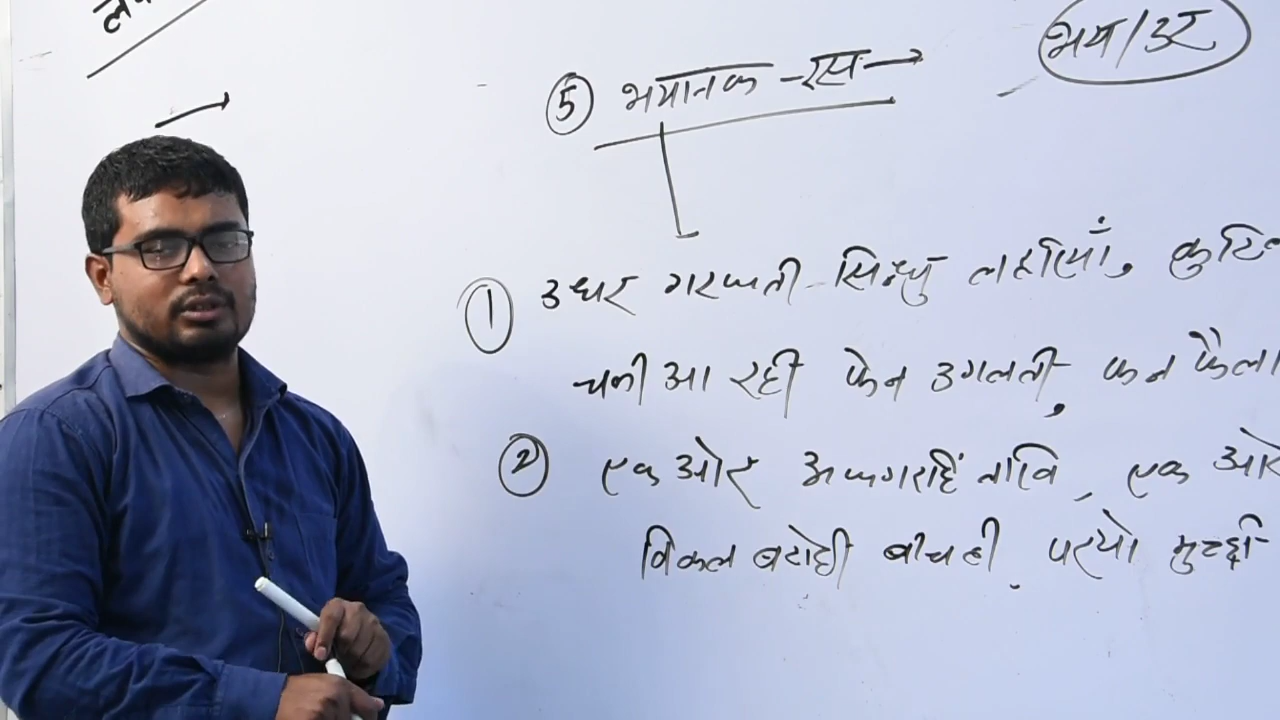 भय/डर
⑤ भयानक-रस→
① उधर गरजती सिन्धु लहरियाँ, कुटि
चली आ रही फेन उगलती, फन फैला
② एक ओर अजगरहिं लखि, एक ओर
विकल बटोही बीच ही, परयो मुर्च्छा